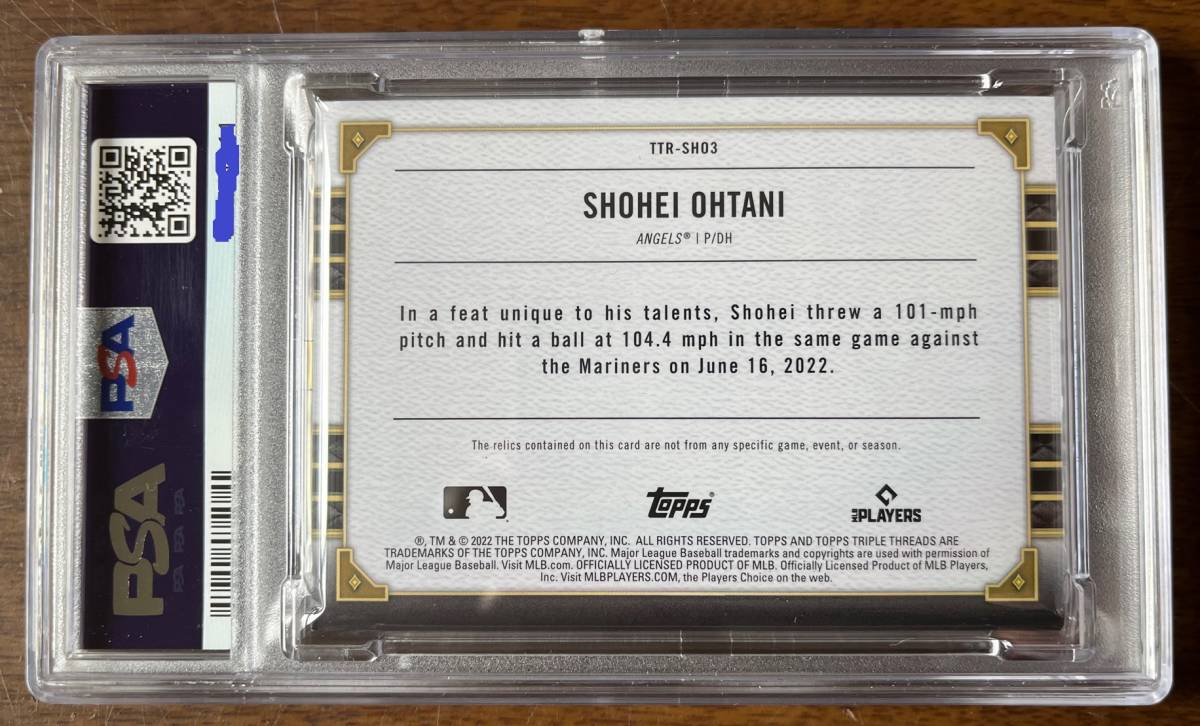 TTR-SHO3
SHOHEI OHTANI
ANGELS® | P/DH
In a feat unique to his talents, Shohei threw a 101-mph
pitch and hit a ball at 104.4 mph in the same game against
the Mariners on June 16, 2022.
The relics contained on this card are not from any specific game, event, or season.
topps®
MLB PLAYERS
®, TM & © 2022 THE TOPPS COMPANY, INC. ALL RIGHTS RESERVED. TOPPS AND TOPPS TRIPLE THREADS ARE
TRADEMARKS OF THE TOPPS COMPANY, INC. Major League Baseball trademarks and copyrights are used with permission of
Major League Baseball. Visit MLB.com. OFFICIALLY LICENSED PRODUCT OF MLB. Officially Licensed Product of MLB Players,
Inc. Visit MLBPLAYERS.COM, the Players Choice on the web.
PSA
PSA
PSA
PSA
PSA